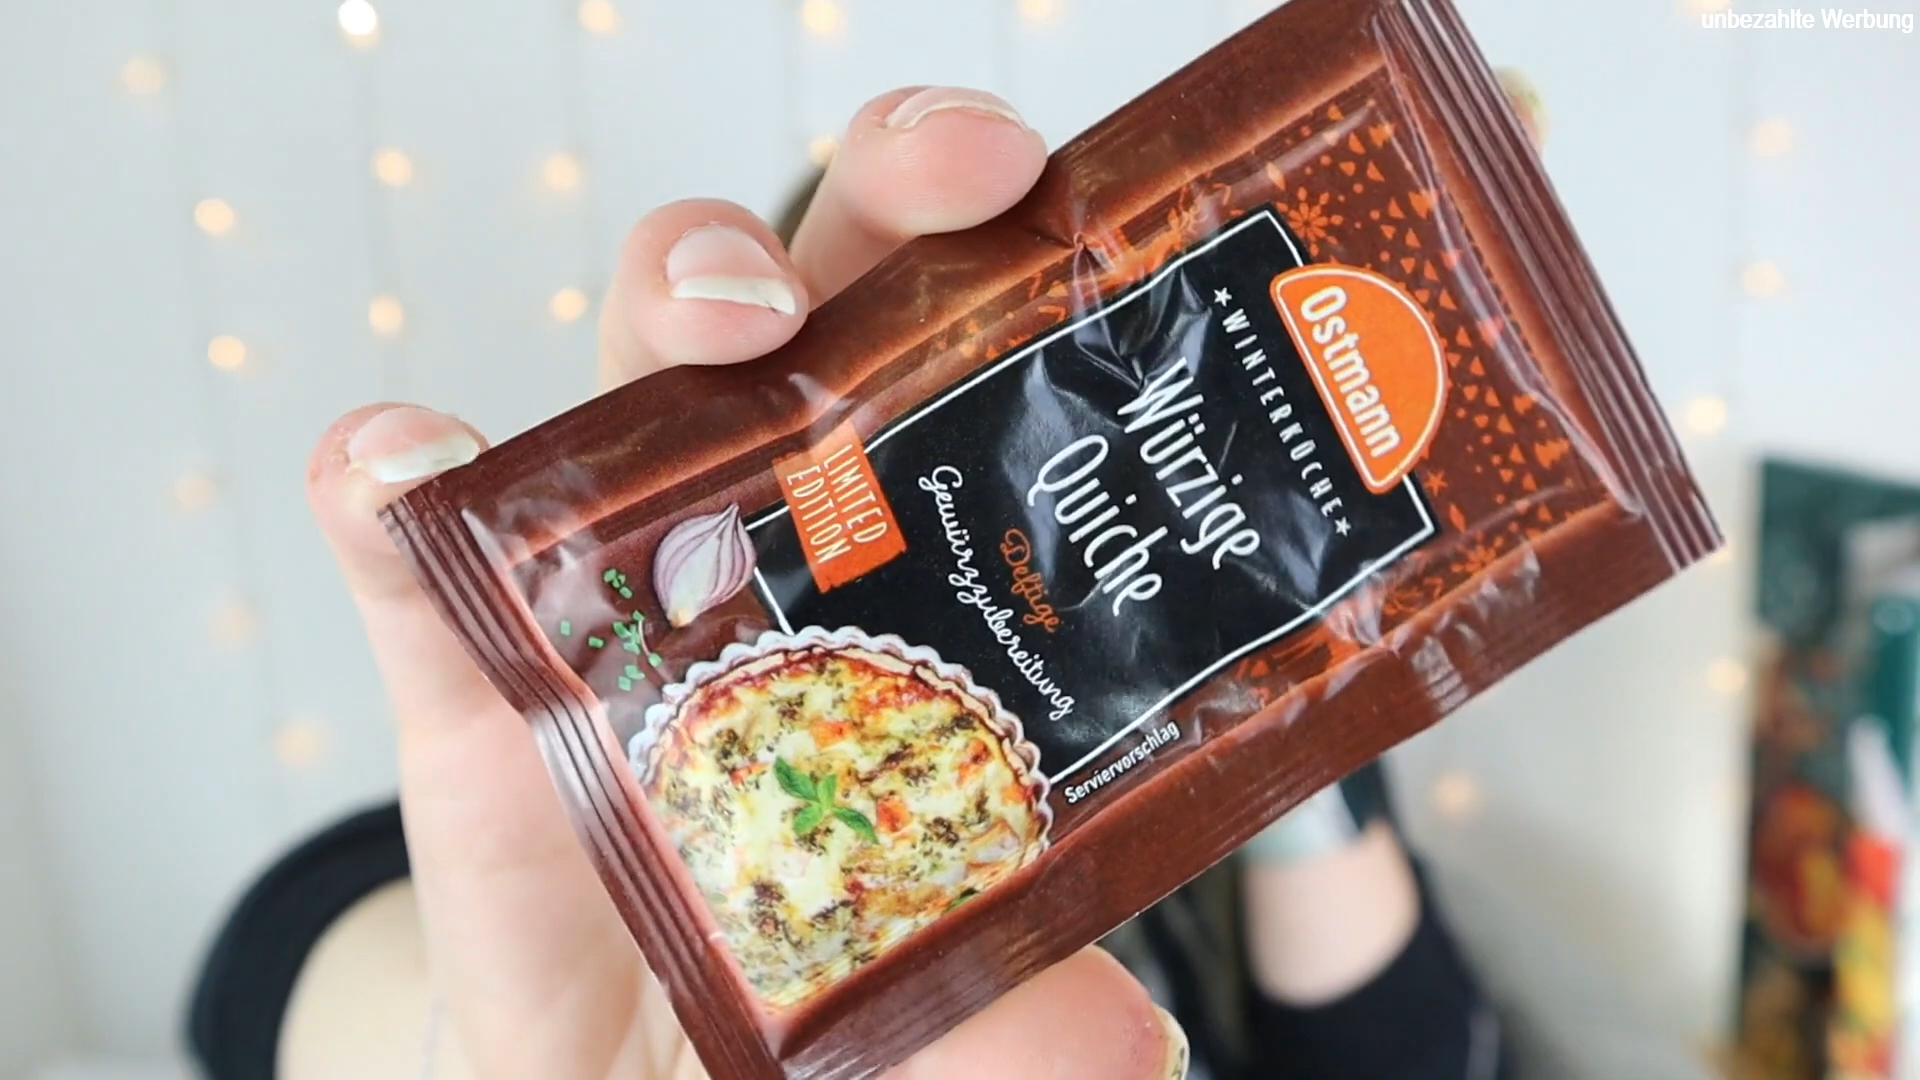 unbezahlte Werbung
Ostmann
★WINTERKÜCHE★
Würzige
Quiche
Deftige
Gewürzzubereitung
LIMITED
EDITION
Serviervorschlag